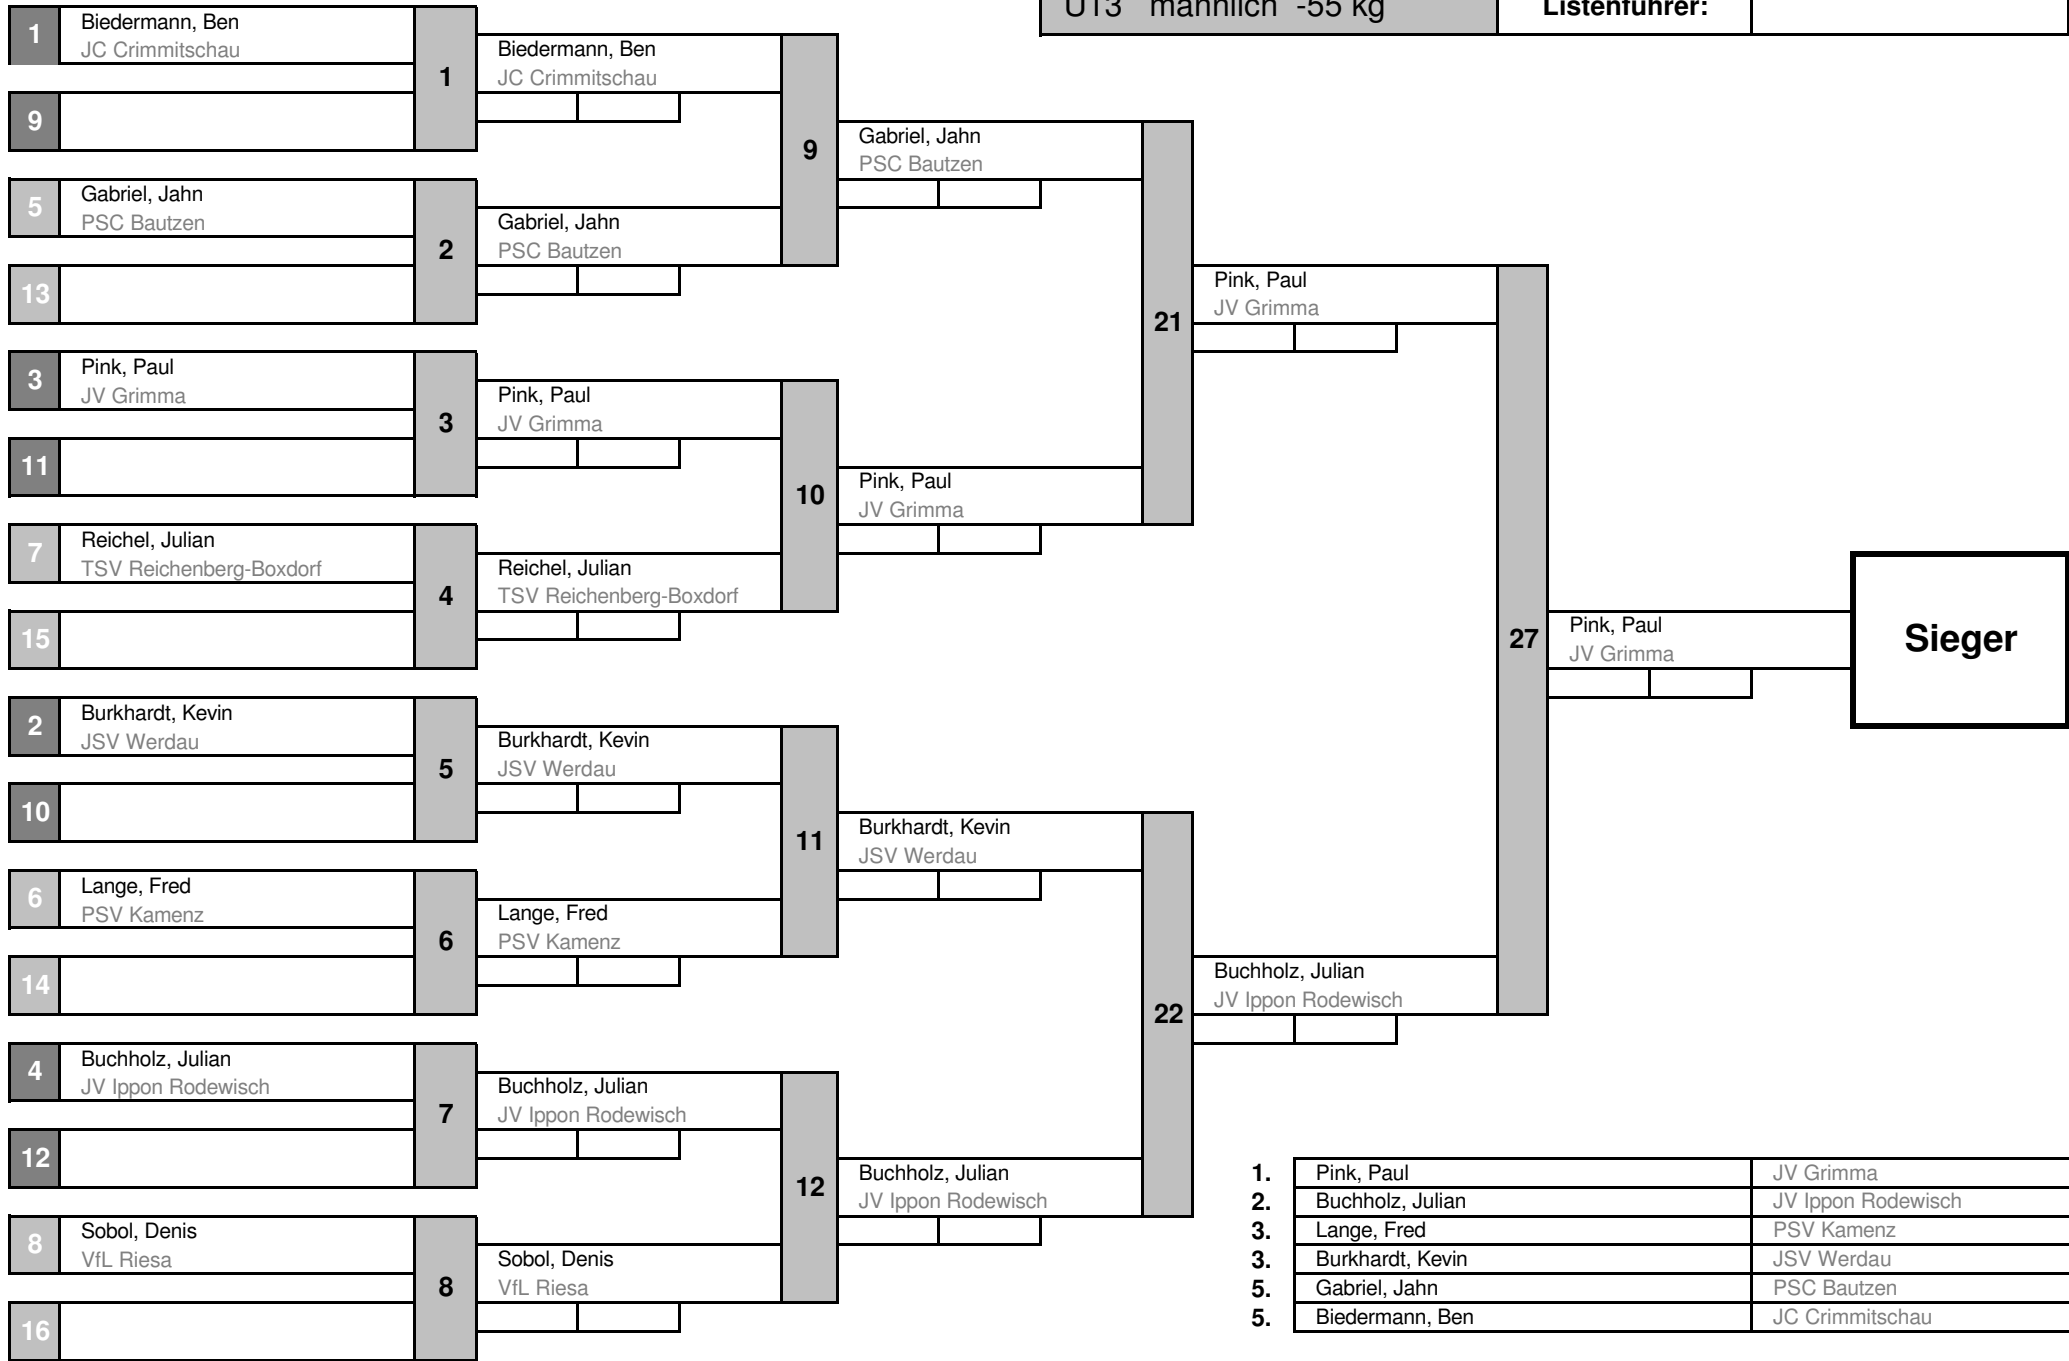 U13 männlich -55 kg
Listenführer:
1
Biedermann, Ben
JC Crimmitschau
9
1
5
Gabriel, Jahn
PSC Bautzen
13
2
3
Pink, Paul
JV Grimma
11
3
7
Reichel, Julian
TSV Reichenberg-Boxdorf
15
4
2
Burkhardt, Kevin
JSV Werdau
10
5
6
Lange, Fred
PSV Kamenz
14
6
4
Buchholz, Julian
JV Ippon Rodewisch
12
7
8
Sobol, Denis
VfL Riesa
16
8
Biedermann, Ben
JC Crimmitschau
9
Gabriel, Jahn
PSC Bautzen
Pink, Paul
JV Grimma
10
Reichel, Julian
TSV Reichenberg-Boxdorf
Burkhardt, Kevin
JSV Werdau
11
Lange, Fred
PSV Kamenz
Buchholz, Julian
JV Ippon Rodewisch
12
Sobol, Denis
VfL Riesa
Gabriel, Jahn
PSC Bautzen
21
Pink, Paul
JV Grimma
Burkhardt, Kevin
JSV Werdau
22
Buchholz, Julian
JV Ippon Rodewisch
Pink, Paul
JV Grimma
27
Buchholz, Julian
JV Ippon Rodewisch
Pink, Paul
JV Grimma
Sieger
1. Pink, Paul JV Grimma
2. Buchholz, Julian JV Ippon Rodewisch
3. Lange, Fred PSV Kamenz
3. Burkhardt, Kevin JSV Werdau
5. Gabriel, Jahn PSC Bautzen
5. Biedermann, Ben JC Crimmitschau